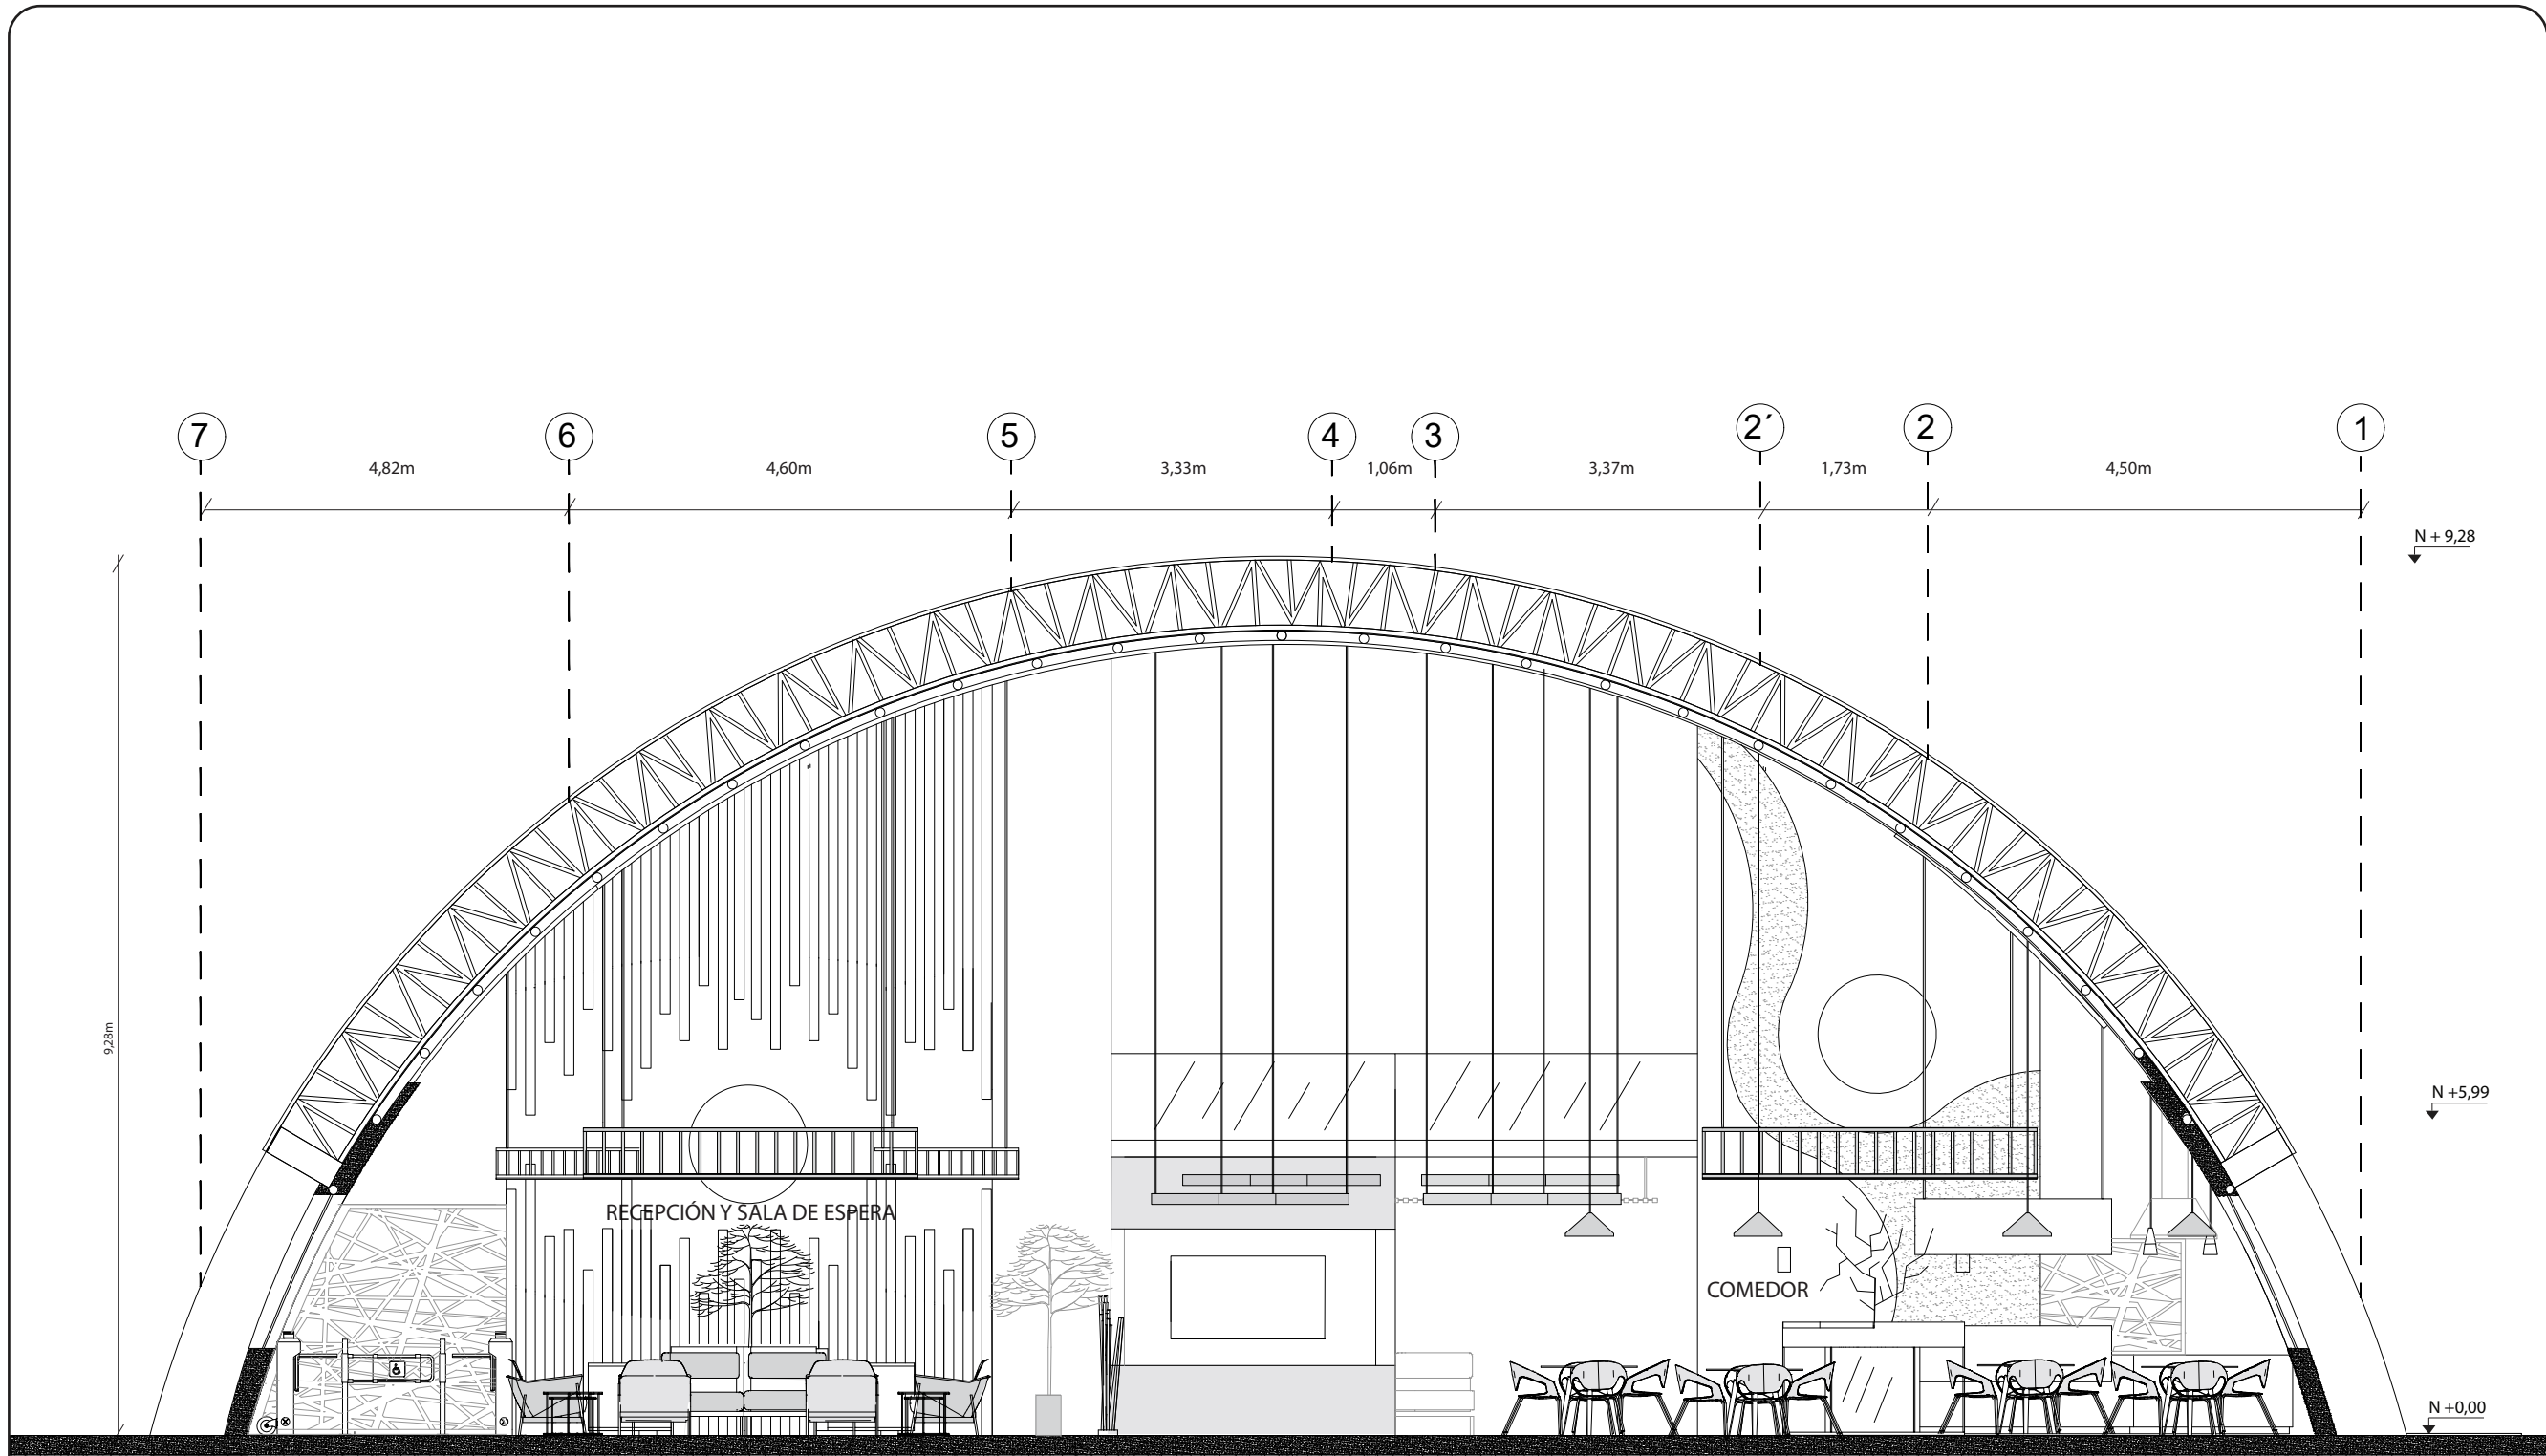 7
6
5
4
3
2´
2
1
4,82m
4,60m
3,33m
1,06m
3,37m
1,73m
4,50m
N + 9,28
9,28m
N +5,99
RECEPCIÓN Y SALA DE ESPERA
COMEDOR
N +0,00